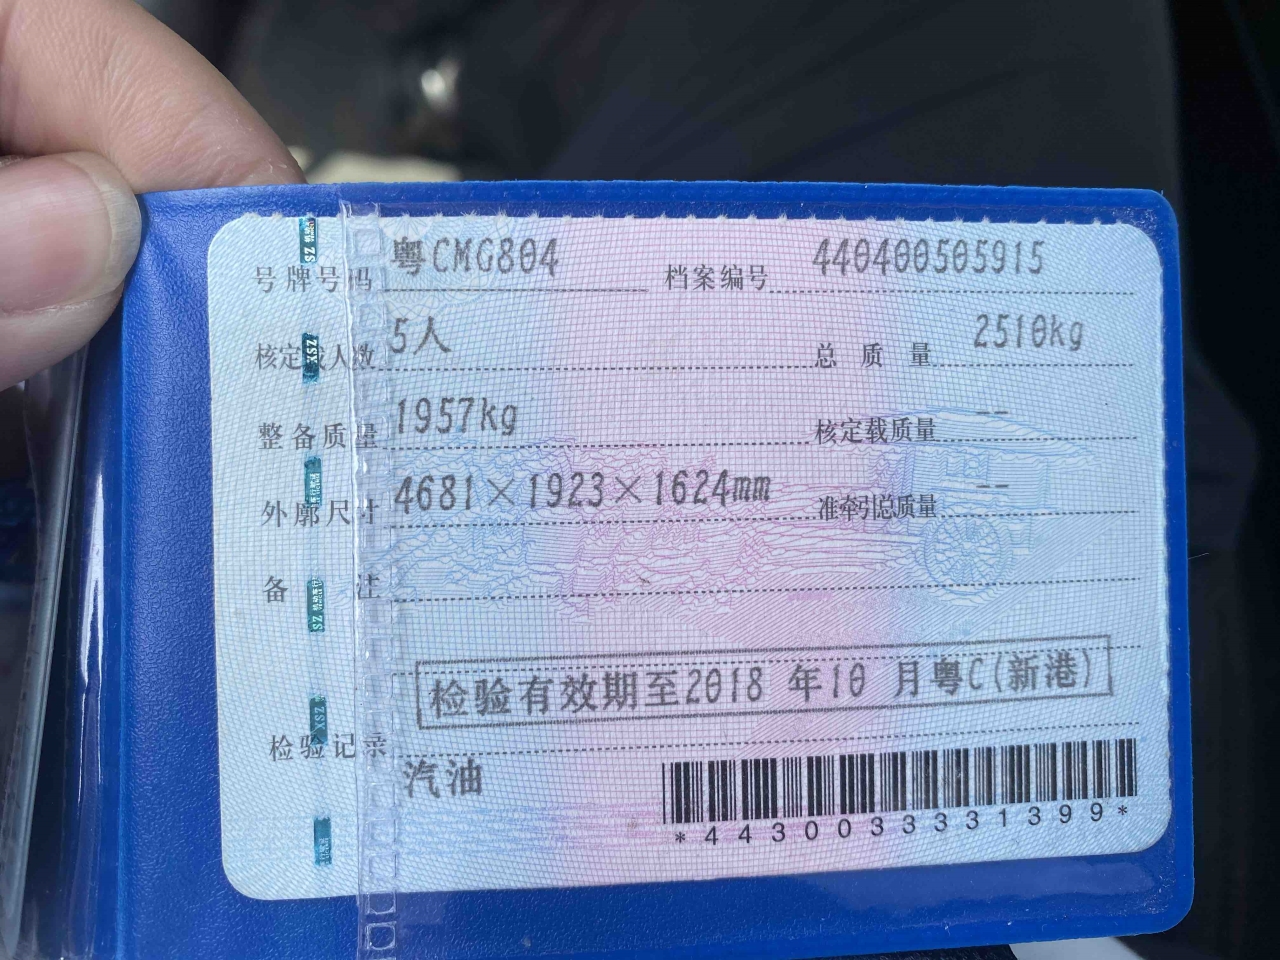 号牌号码 粤CMG804 档案编号 440400505915
核定载人数 5人 总质量 2510kg
整备质量 1957kg 核定载质量 --
外廓尺寸 4681×1923×1624mm 准牵引总质量 --
备注
检验有效期至2018 年10 月粤C(新港)
检验记录
汽油
*4430033331399*